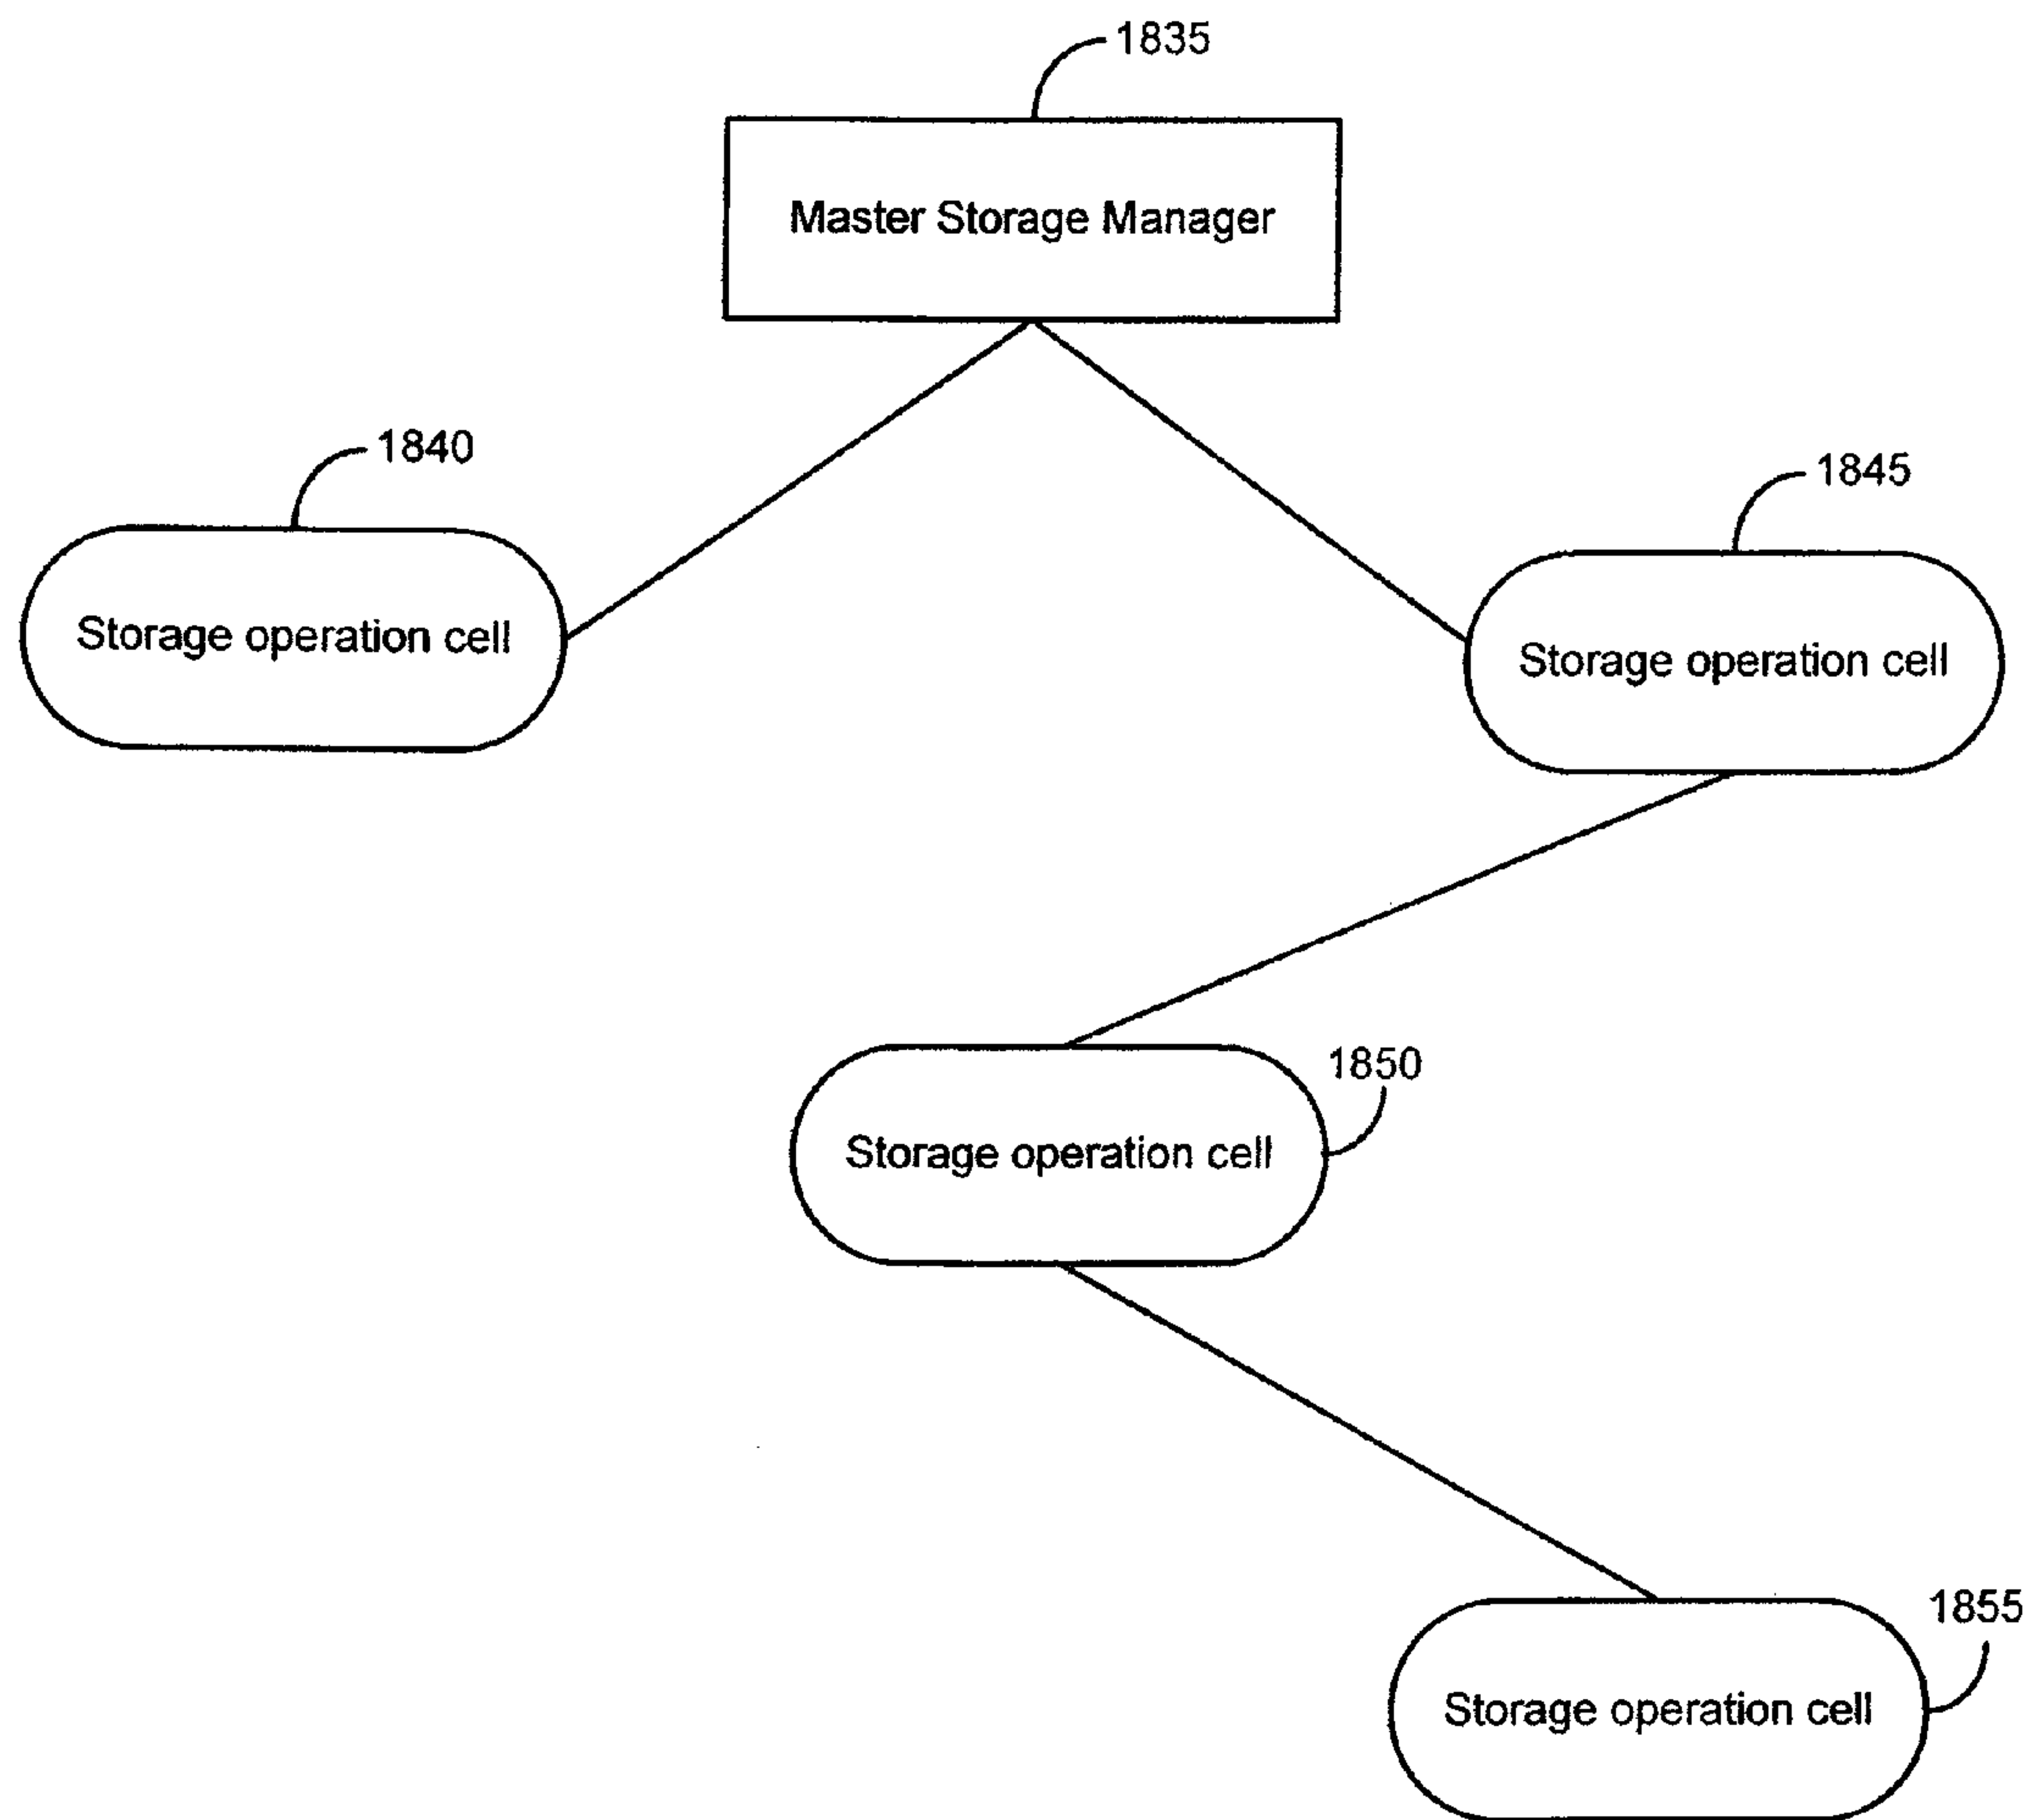 1835
Master Storage Manager
1840
1845
Storage operation cell
Storage operation cell
1850
Storage operation cell
1855
Storage operation cell